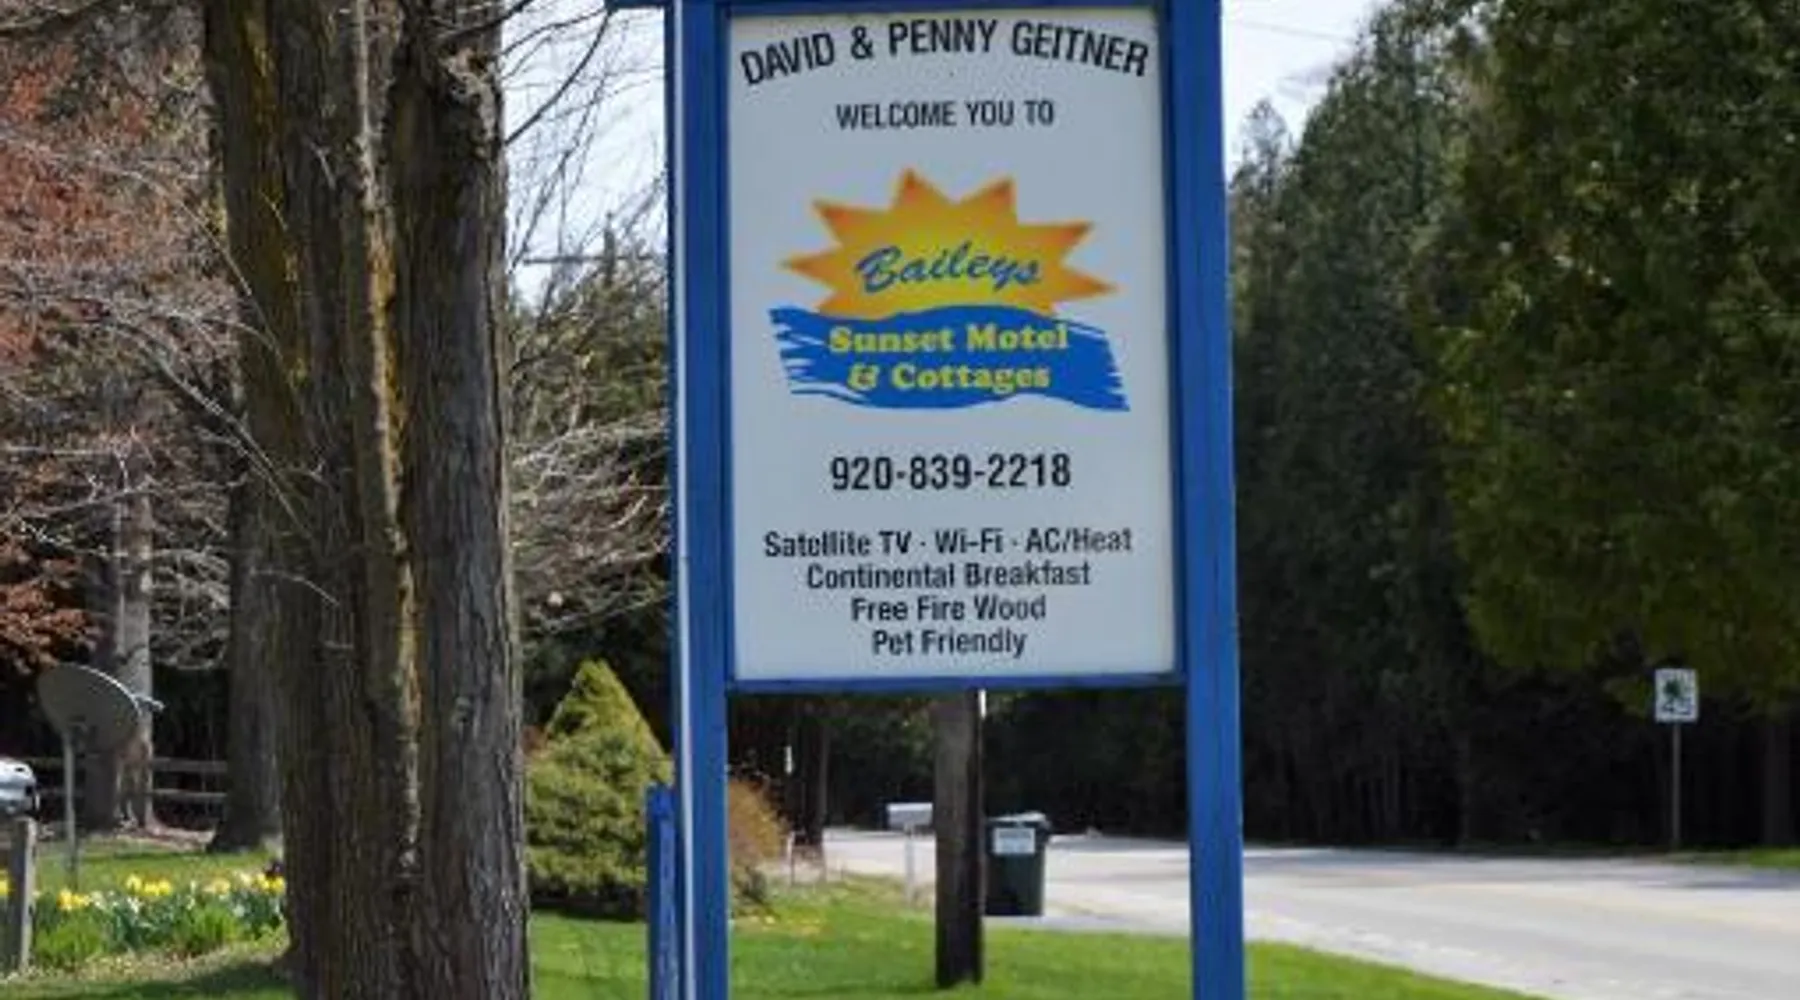 DAVID & PENNY GEITNER
WELCOME YOU TO
Baileys
Sunset Motel
& Cottages
920-839-2218
Satellite TV · Wi-Fi · AC/Heat
Continental Breakfast
Free Fire Wood
Pet Friendly